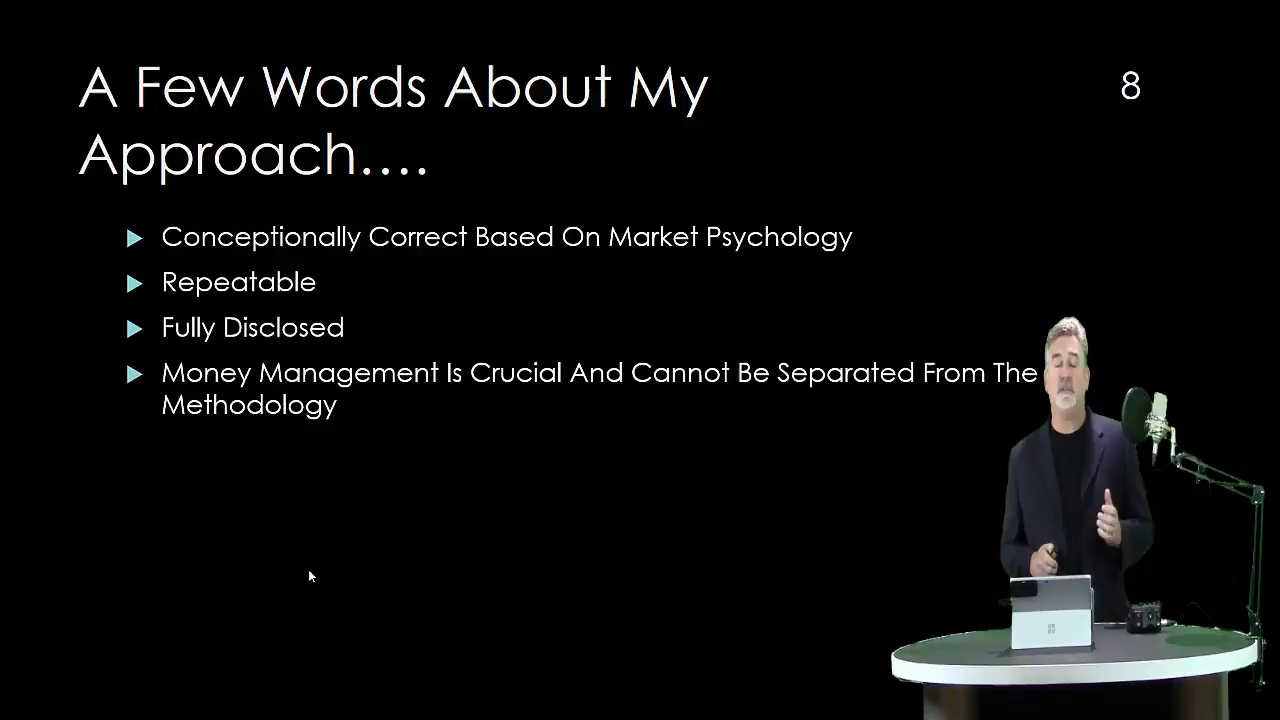 A Few Words About My
Approach....
8
Conceptionally Correct Based On Market Psychology
Repeatable
Fully Disclosed
Money Management Is Crucial And Cannot Be Separated From The
Methodology